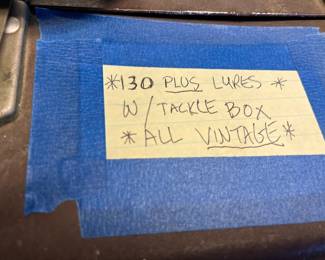 *130 PLUS LURES *
W/ TACKLE BOX
* ALL VINTAGE *